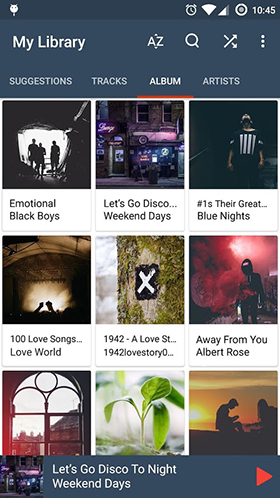 10:45
My Library
A-Z
SUGGESTIONS
TRACKS
ALBUM
ARTISTS
Emotional
Black Boys
Let's Go Disco...
Weekend Days
#1s Their Great...
Blue Nights
100 Love Songs...
Love World
1942 - A Love St...
1942lovestory0...
Away From You
Albert Rose
Let's Go Disco To Night
Weekend Days